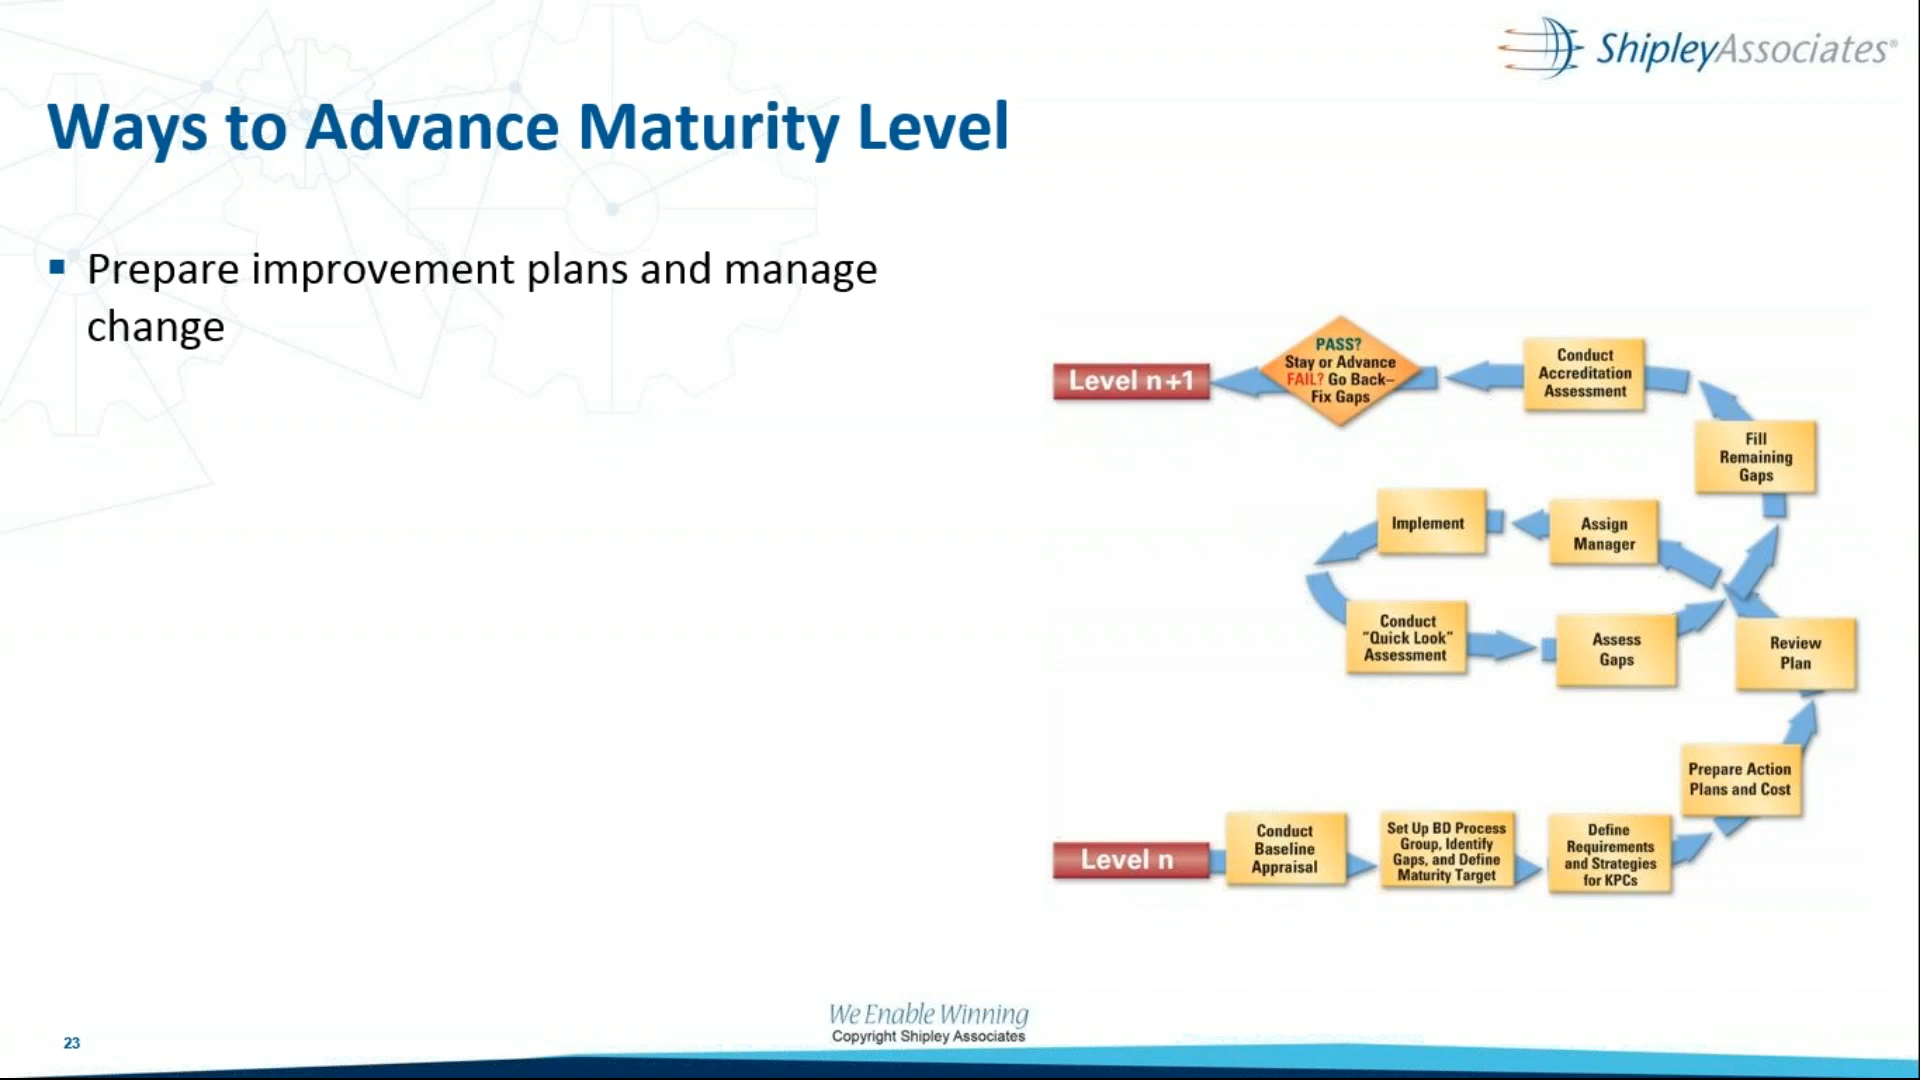 ShipleyAssociates®
Ways to Advance Maturity Level
▪ Prepare improvement plans and manage
change
Level n+1
PASS?
Stay or Advance
FAIL? Go Back–
Fix Gaps
Conduct
Accreditation
Assessment
Fill
Remaining
Gaps
Implement
Assign
Manager
Conduct
"Quick Look"
Assessment
Assess
Gaps
Review
Plan
Prepare Action
Plans and Cost
Level n
Conduct
Baseline
Appraisal
Set Up BD Process
Group, Identify
Gaps, and Define
Maturity Target
Define
Requirements
and Strategies
for KPCs
We Enable Winning
Copyright Shipley Associates
23